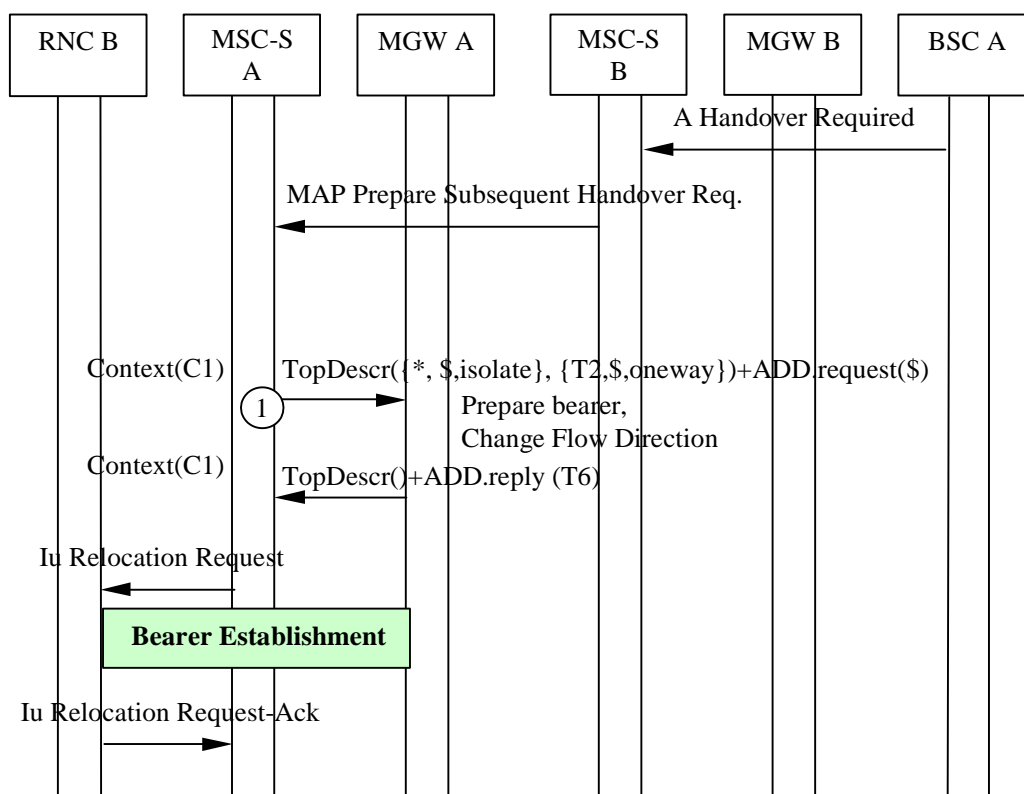 RNC B
MSC-S
A
MGW A
MSC-S
B
MGW B
BSC A
A Handover Required
MAP Prepare Subsequent Handover Req.
Context(C1)
TopDescr({*, $,isolate}, {T2,$,oneway})+ADD.request($)
1
Prepare bearer,
Change Flow Direction
Context(C1)
TopDescr()+ADD.reply (T6)
Iu Relocation Request
Bearer Establishment
Iu Relocation Request-Ack